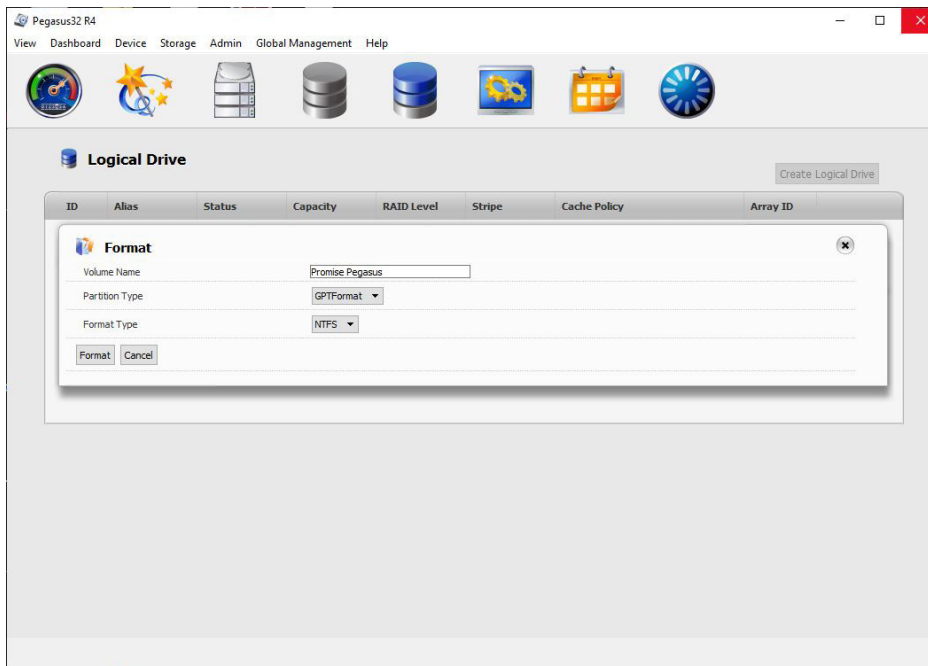 Pegasus32 R4
View Dashboard Device Storage Admin Global Management Help
Logical Drive
Create Logical Drive
ID Alias Status Capacity RAID Level Stripe Cache Policy Array ID
Format
Volume Name Promise Pegasus
Partition Type GPTFormat
Format Type NTFS
Format Cancel